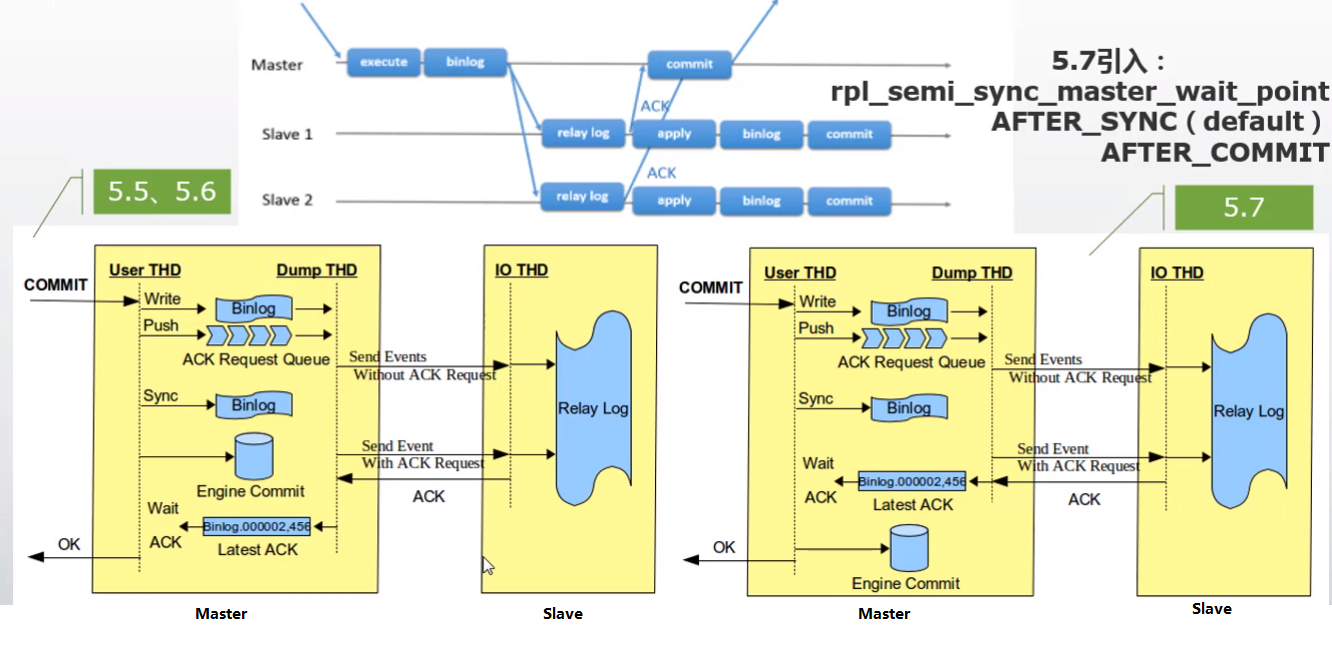 Master
execute
binlog
commit
ACK
Slave 1
relay log
apply
binlog
commit
ACK
Slave 2
relay log
apply
binlog
commit
5.7引入：
rpl_semi_sync_master_wait_point
AFTER_SYNC（default）
AFTER_COMMIT
5.5、5.6
5.7
User THD
Dump THD
IO THD
COMMIT
Write
Binlog
Push
ACK Request Queue
Send Events
Without ACK Request
Sync
Binlog
Relay Log
Send Event
With ACK Request
Engine Commit
ACK
Wait
ACK
Binlog.000002,456
Latest ACK
OK
Master
Slave
User THD
Dump THD
IO THD
COMMIT
Write
Binlog
Push
ACK Request Queue
Send Events
Without ACK Request
Sync
Binlog
Relay Log
Send Event
With ACK Request
Wait
ACK
Binlog.000002,456
Latest ACK
ACK
OK
Engine Commit
Master
Slave